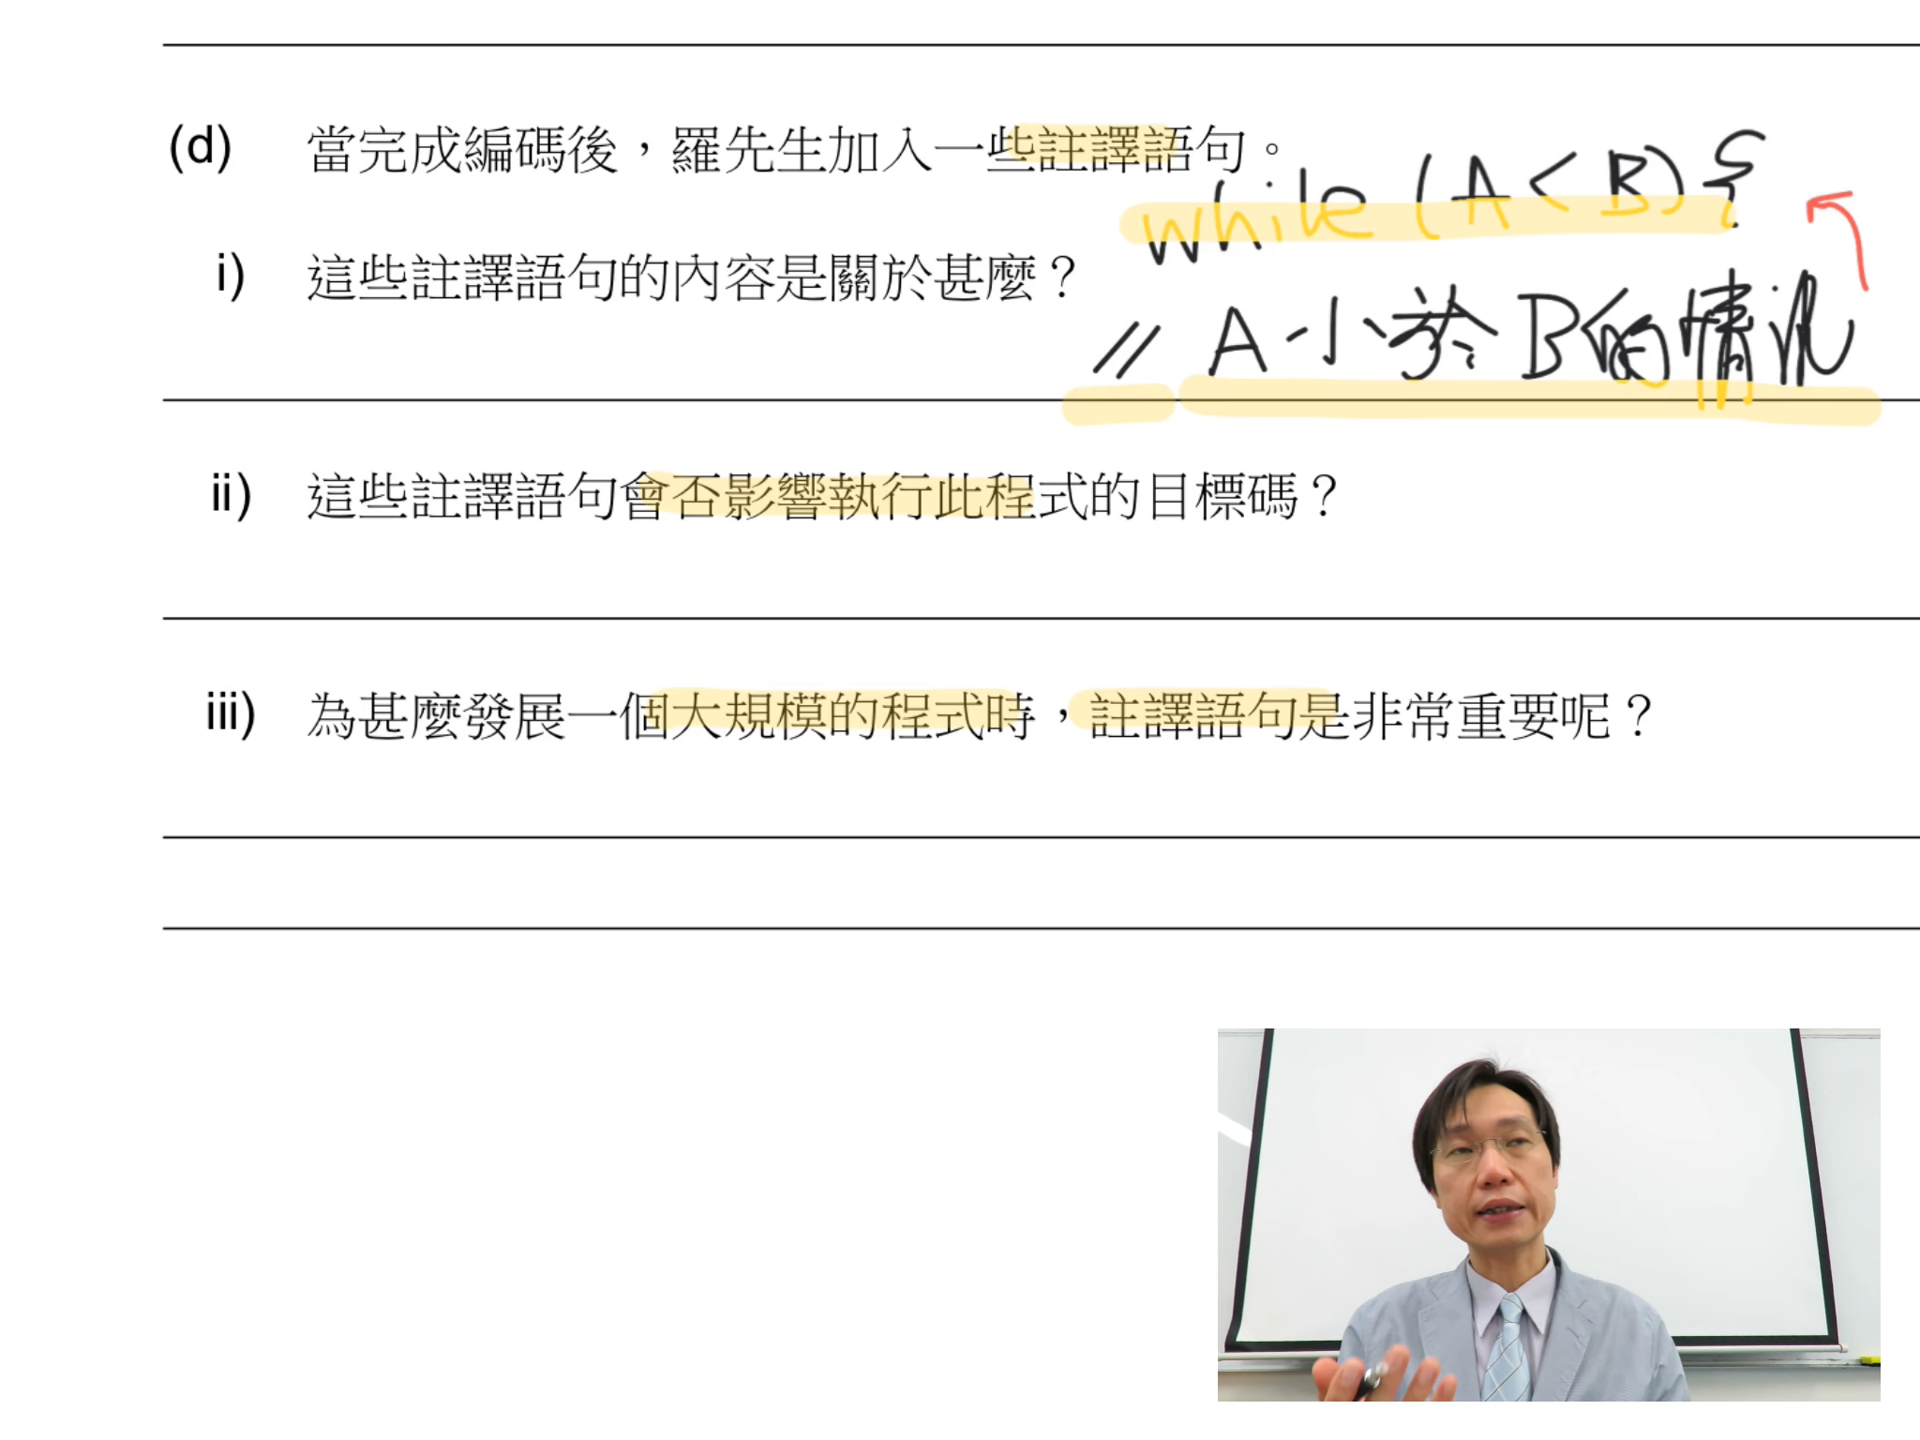 (d) 當完成編碼後，羅先生加入一些註譯語句。
while (A < B) {
i) 這些註譯語句的內容是關於甚麼？
// A 小於 B 的情況
ii) 這些註譯語句會否影響執行此程式的目標碼？
iii) 為甚麼發展一個大規模的程式時，註譯語句是非常重要呢？